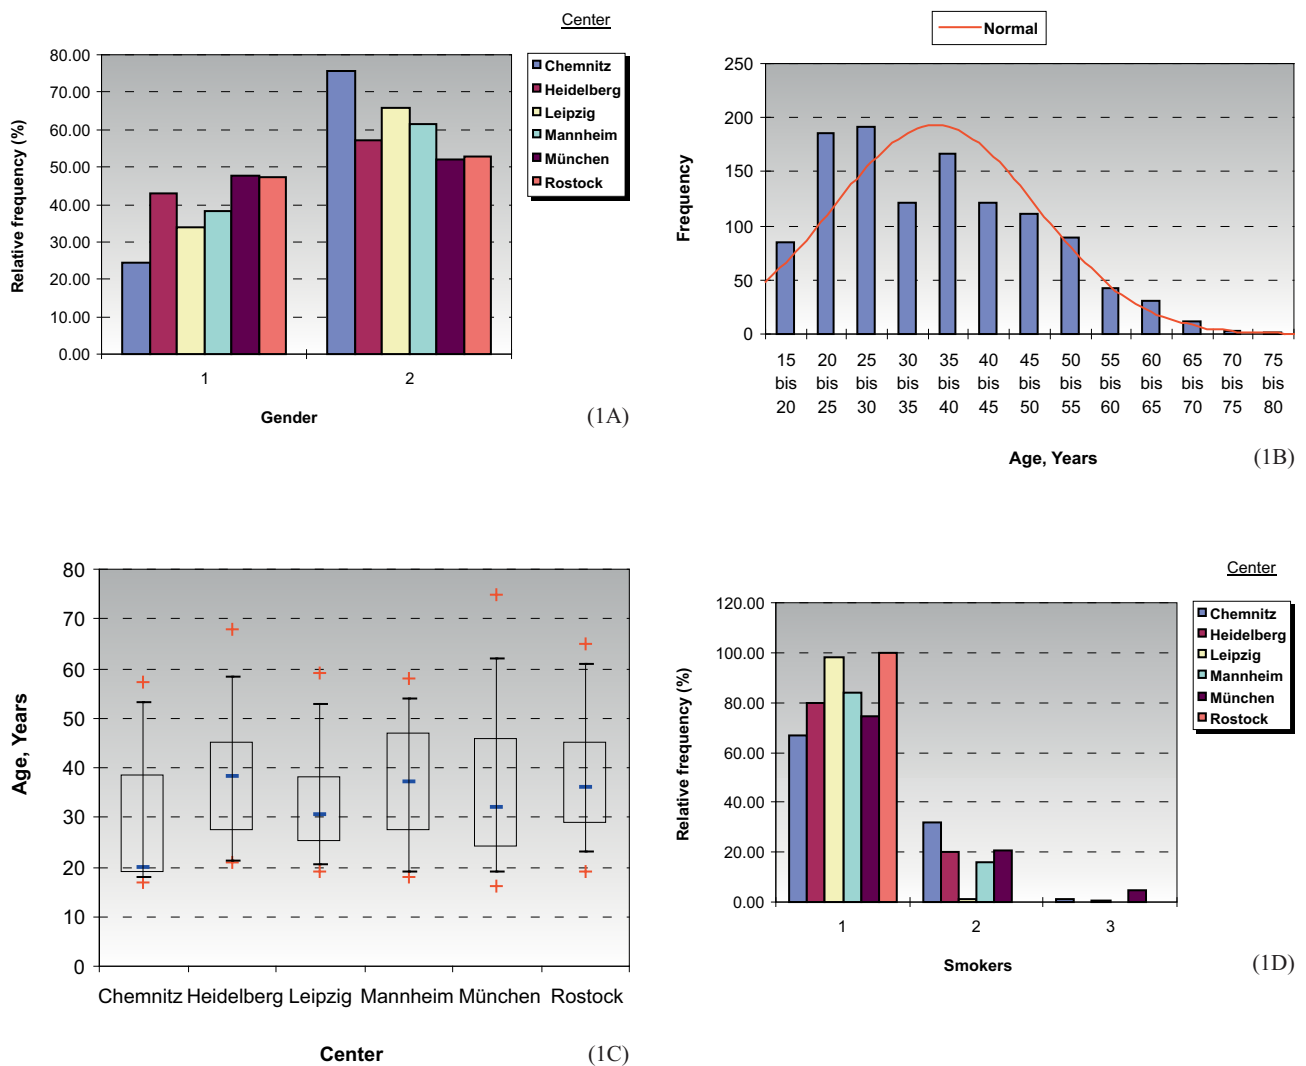 Center
80.00
70.00
60.00
50.00
40.00
30.00
20.00
10.00
0.00
Relative frequency (%)
Chemnitz
Heidelberg
Leipzig
Mannheim
München
Rostock
1 2
Gender
(1A)
Normal
250
200
150
100
50
0
Frequency
15 20 25 30 35 40 45 50 55 60 65 70 75
bis bis bis bis bis bis bis bis bis bis bis bis bis
20 25 30 35 40 45 50 55 60 65 70 75 80
Age, Years
(1B)
80
70
60
50
40
30
20
10
0
Age, Years
Chemnitz Heidelberg Leipzig Mannheim München Rostock
Center
(1C)
Center
120.00
100.00
80.00
60.00
40.00
20.00
0.00
Relative frequency (%)
Chemnitz
Heidelberg
Leipzig
Mannheim
München
Rostock
1 2 3
Smokers
(1D)